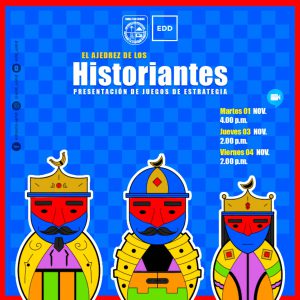 EDD
EL AJEDREZ DE LOS
Historiantes
PRESENTACIÓN DE JUEGOS DE ESTRATEGIA
Martes 01 NOV.
4.00 p.m.
Jueves 03 NOV.
2.00 p.m.
Viernes 04 NOV.
2.00 p.m.